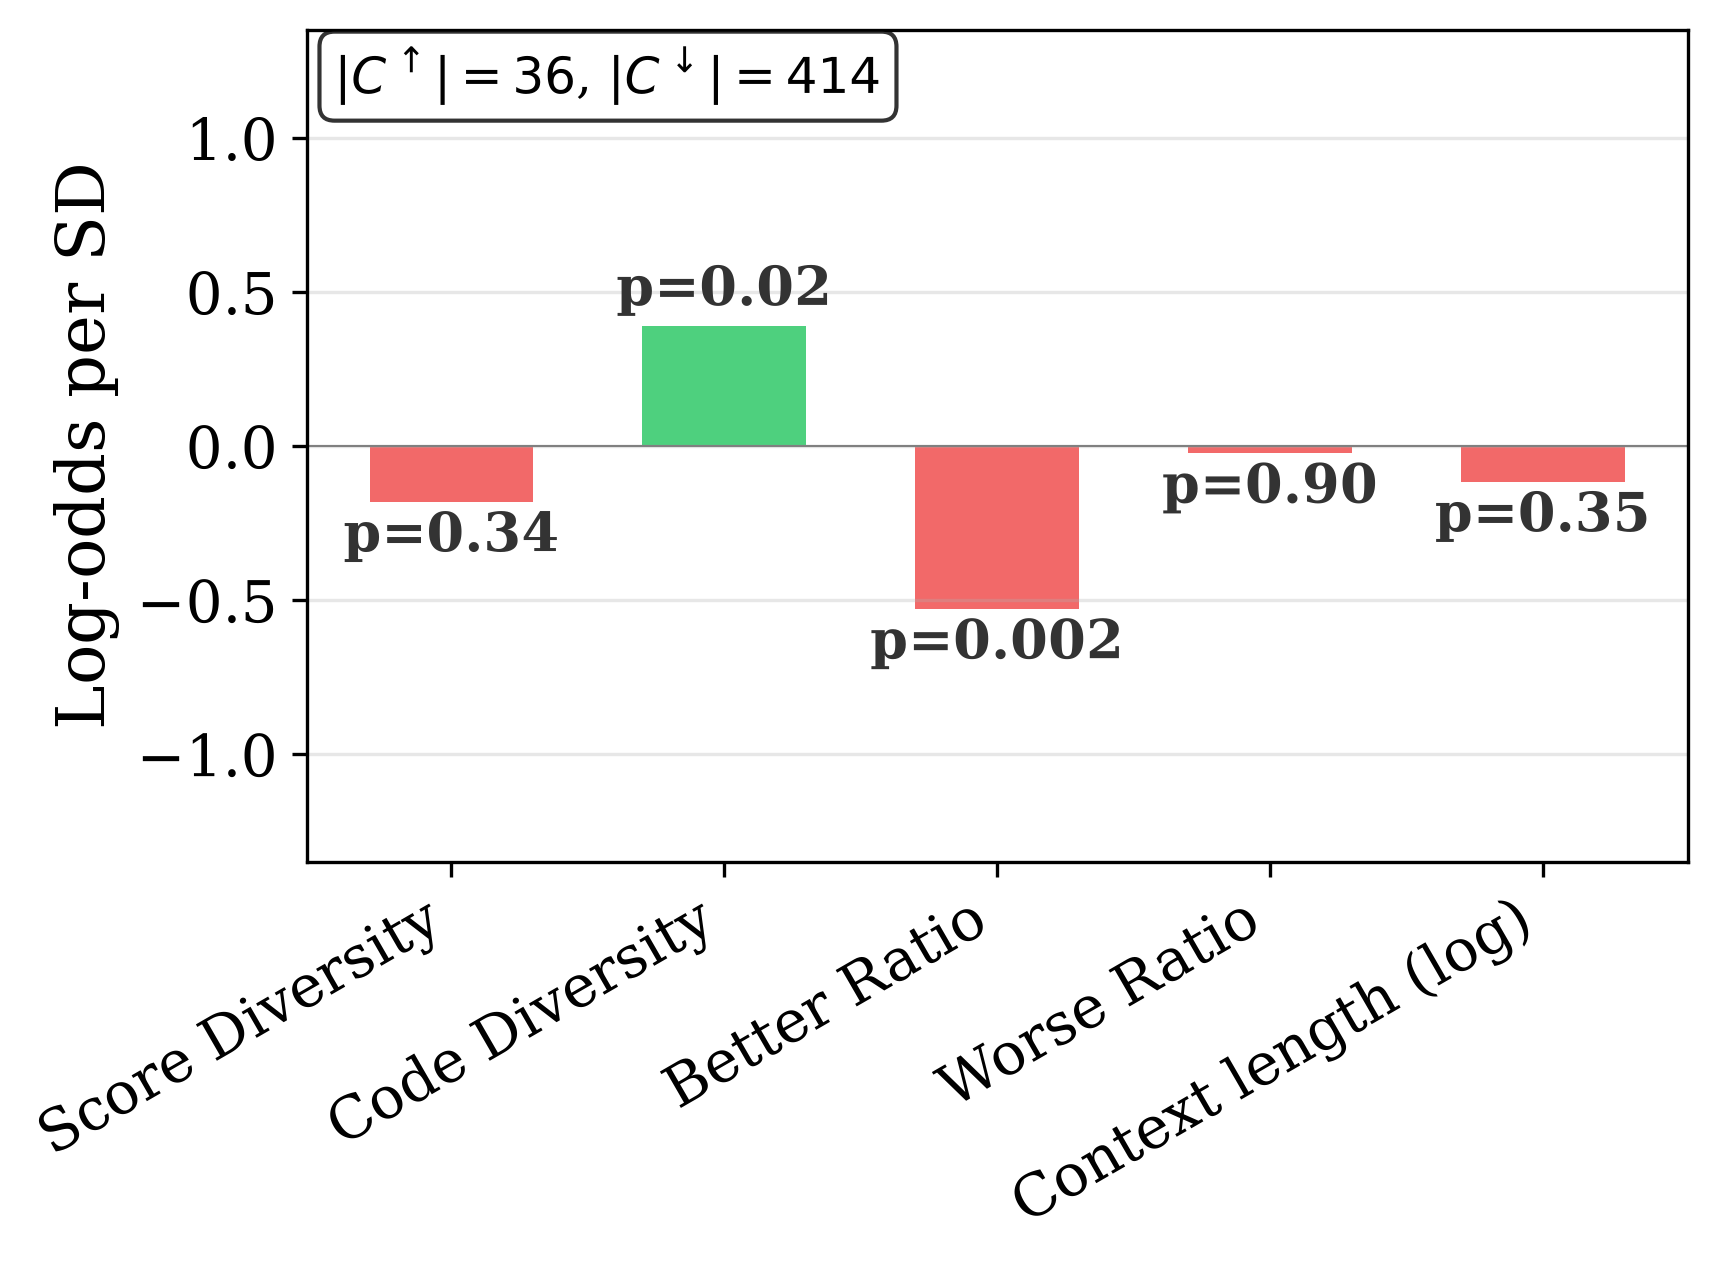 |C↑| = 36, |C↓| = 414
Log-odds per SD
1.0
0.5
0.0
−0.5
−1.0
p=0.34
p=0.02
p=0.002
p=0.90
p=0.35
Score Diversity
Code Diversity
Better Ratio
Worse Ratio
Context length (log)